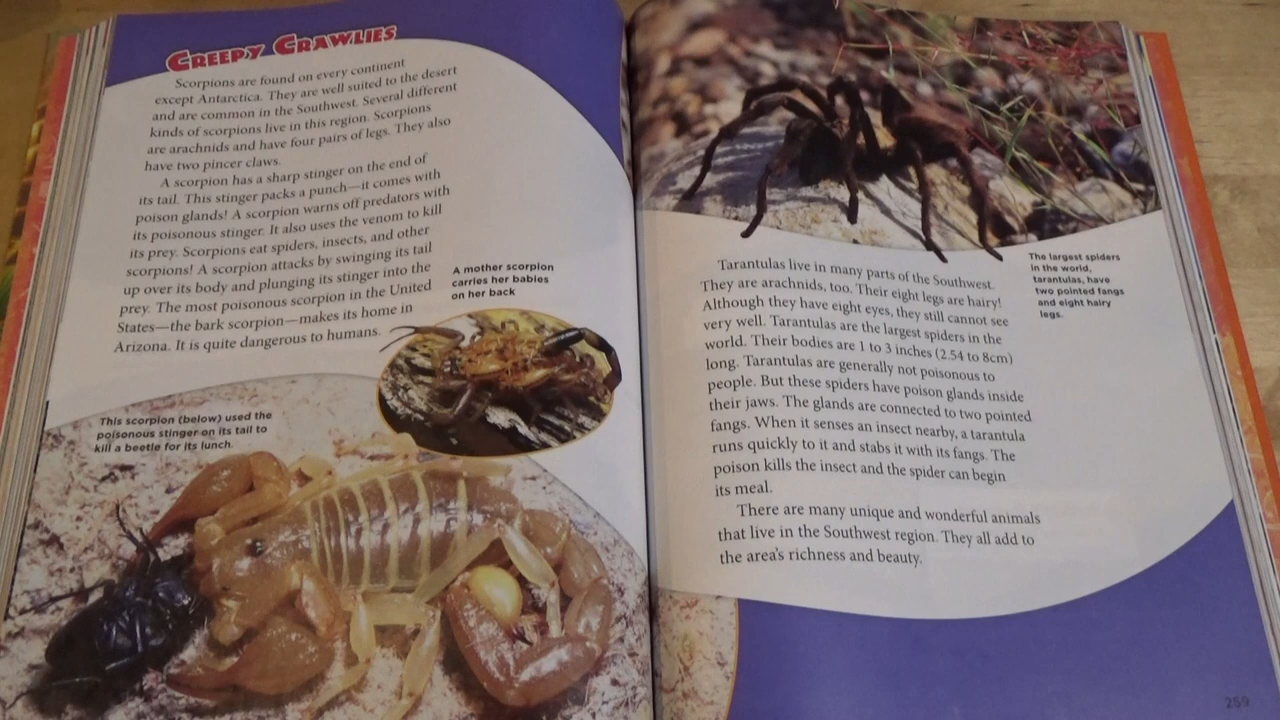 CREEPY CRAWLIES
Scorpions are found on every continent
except Antarctica. They are well suited to the desert
and are common in the Southwest. Several different
kinds of scorpions live in this region. Scorpions
are arachnids and have four pairs of legs. They also
have two pincer claws.
A scorpion has a sharp stinger on the end of
its tail. This stinger packs a punch—it comes with
poison glands! A scorpion warns off predators with
its poisonous stinger. It also uses the venom to kill
its prey. Scorpions eat spiders, insects, and other
scorpions! A scorpion attacks by swinging its tail
up over its body and plunging its stinger into the
prey. The most poisonous scorpion in the United
States—the bark scorpion—makes its home in
Arizona. It is quite dangerous to humans.
A mother scorpion
carries her babies
on her back
This scorpion (below) used the
poisonous stinger on its tail to
kill a beetle for its lunch.
The largest spiders
in the world,
tarantulas, have
two pointed fangs
and eight hairy
legs.
Tarantulas live in many parts of the Southwest.
They are arachnids, too. Their eight legs are hairy!
Although they have eight eyes, they still cannot see
very well. Tarantulas are the largest spiders in the
world. Their bodies are 1 to 3 inches (2.54 to 8cm)
long. Tarantulas are generally not poisonous to
people. But these spiders have poison glands inside
their jaws. The glands are connected to two pointed
fangs. When it senses an insect nearby, a tarantula
runs quickly to it and stabs it with its fangs. The
poison kills the insect and the spider can begin
its meal.
There are many unique and wonderful animals
that live in the Southwest region. They all add to
the area's richness and beauty.
259